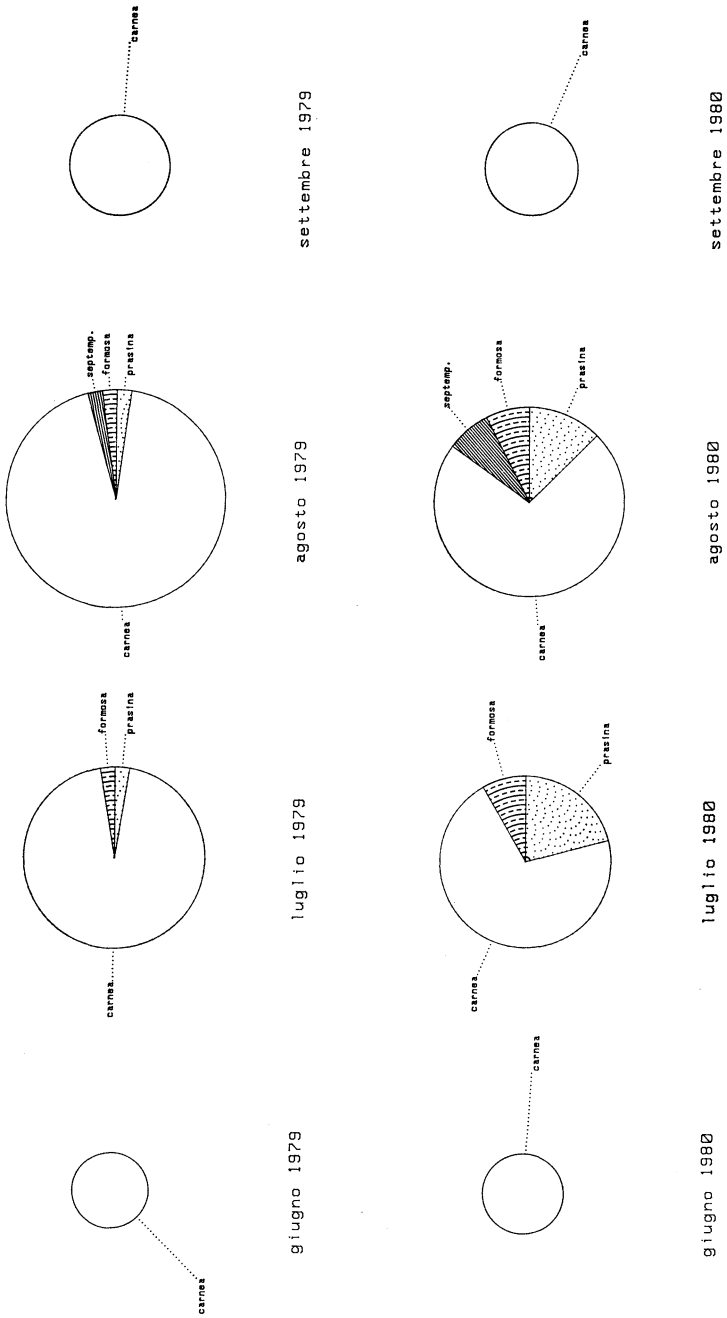 carnea
giugno 1979
carnea
formosa
prasina
luglio 1979
septemp.
formosa
prasina
carnea
agosto 1979
carnea
settembre 1979
carnea
giugno 1980
carnea
formosa
prasina
luglio 1980
septemp.
formosa
carnea
prasina
agosto 1980
carnea
settembre 1980